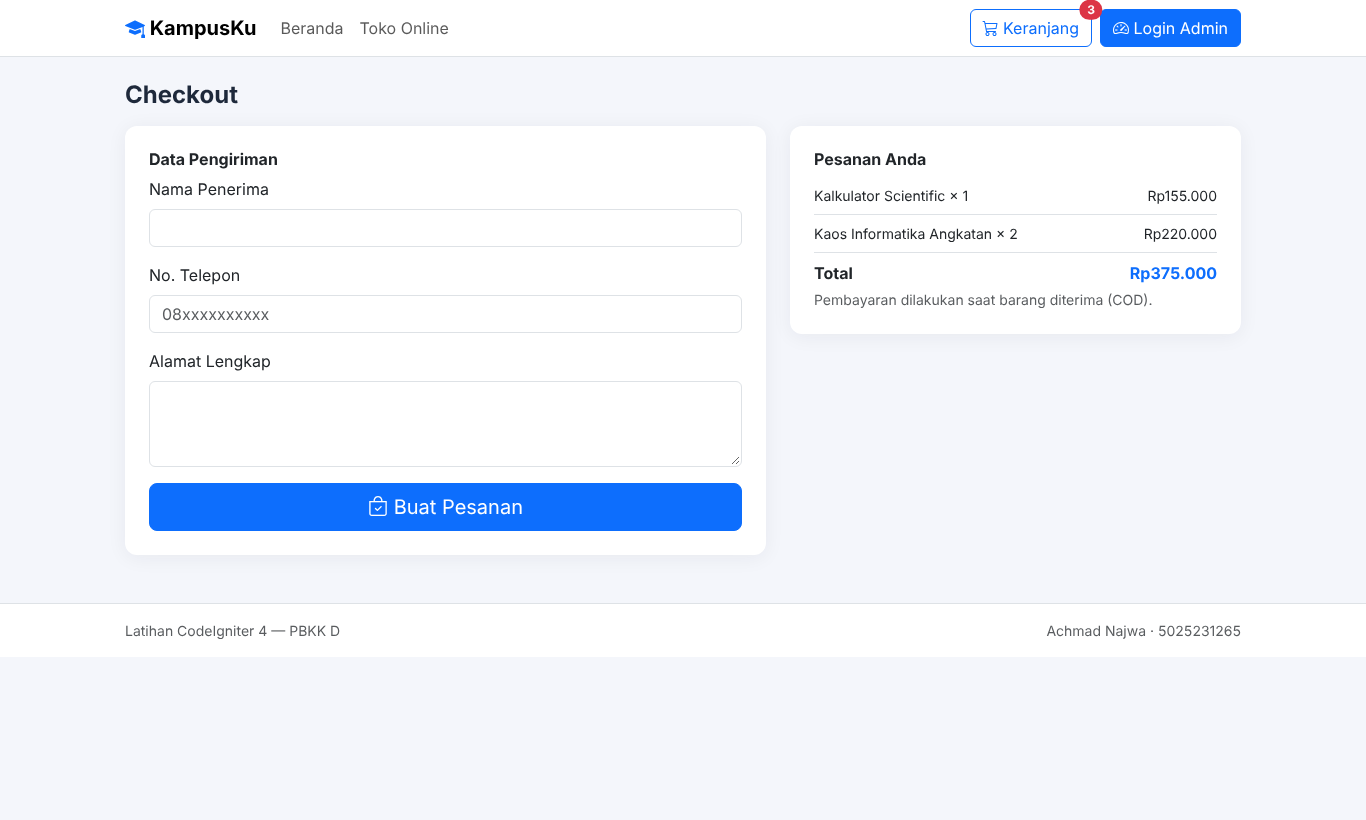 KampusKu
Beranda
Toko Online
Keranjang
3
Login Admin
Checkout
Data Pengiriman
Nama Penerima
No. Telepon
08xxxxxxxxxx
Alamat Lengkap
Buat Pesanan
Pesanan Anda
Kalkulator Scientific × 1 Rp155.000
Kaos Informatika Angkatan × 2 Rp220.000
Total Rp375.000
Pembayaran dilakukan saat barang diterima (COD).
Latihan CodeIgniter 4 — PBKK D
Achmad Najwa · 5025231265